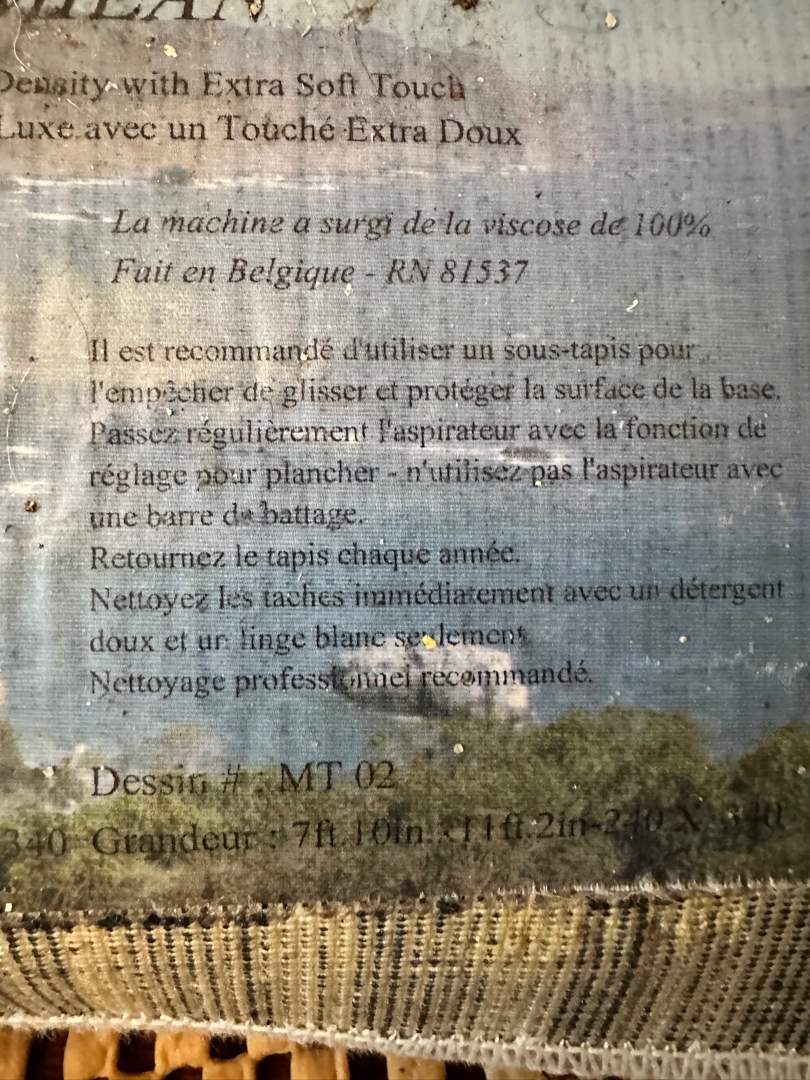 Density with Extra Soft Touch
Luxe avec un Touché Extra Doux
La machine a surgi de la viscose de 100%
Fait en Belgique - RN 81537
Il est recommandé d'utiliser un sous-tapis pour
l'empêcher de glisser et protéger la surface de la base.
Passez régulièrement l'aspirateur avec la fonction de
réglage pour plancher - n'utilisez pas l'aspirateur avec
une barre de battage.
Retournez le tapis chaque année.
Nettoyez les taches immédiatement avec un détergent
doux et un linge blanc seulement
Nettoyage professionnel recommandé.
Dessin # : MT 02
340 Grandeur : 7ft.10in.x11ft.2in-240 X 340